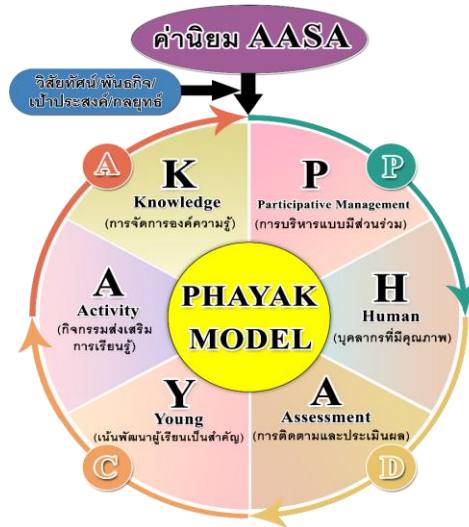 ค่านิยม AASA
วิสัยทัศน์/พันธกิจ/
เป้าประสงค์/กลยุทธ์
A
P
K
Knowledge
(การจัดการองค์ความรู้)
P
Participative Management
(การบริหารแบบมีส่วนร่วม)
A
Activity
(กิจกรรมส่งเสริม
การเรียนรู้)
PHAYAK
MODEL
H
Human
(บุคลากรที่มีคุณภาพ)
Y
Young
(เน้นพัฒนาผู้เรียนเป็นสำคัญ)
A
Assessment
(การติดตามและประเมินผล)
C
D